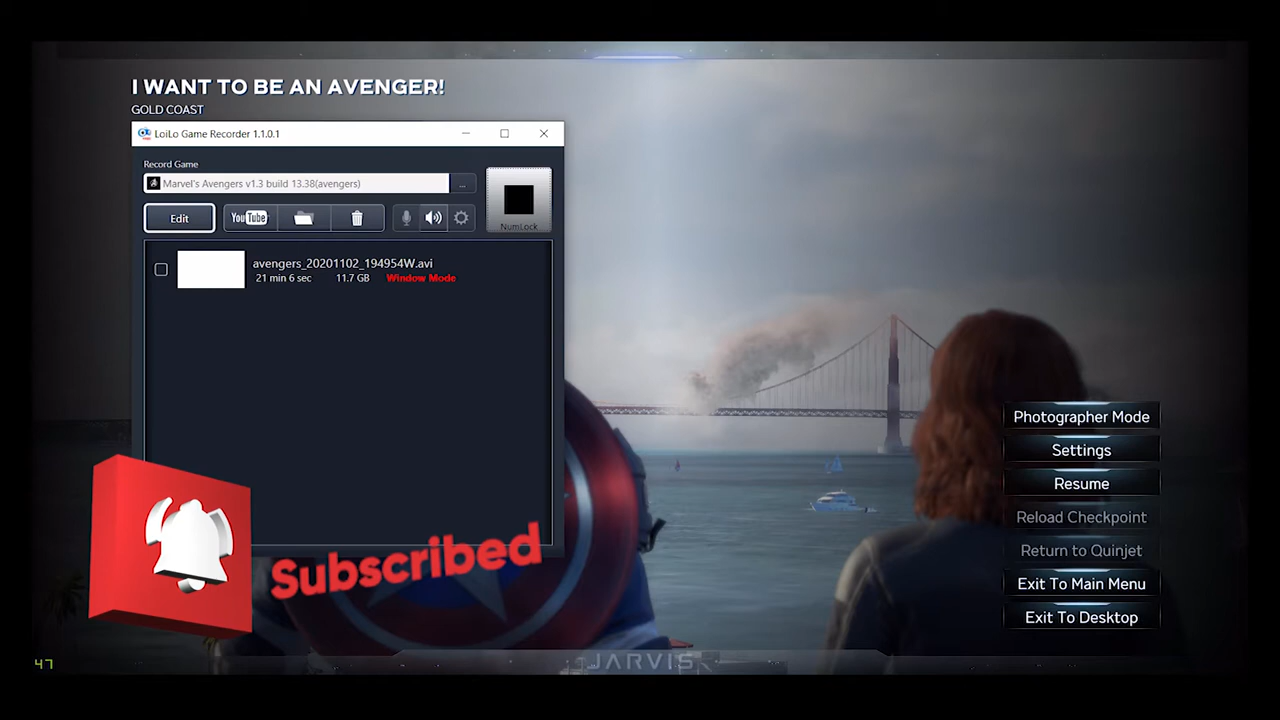 I WANT TO BE AN AVENGER!
GOLD COAST
LoiLo Game Recorder 1.1.0.1
Record Game
Marvel's Avengers v1.3 build 13.38(avengers)
...
Edit
YouTube
NumLock
avengers_20201102_194954W.avi
21 min 6 sec 11.7 GB Window Mode
Photographer Mode
Settings
Resume
Reload Checkpoint
Return to Quinjet
Exit To Main Menu
Exit To Desktop
Subscribed
47
JARVIS